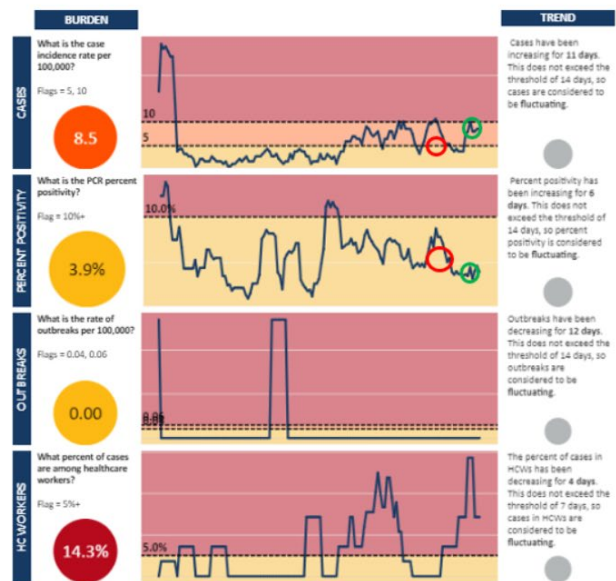 BURDEN
TREND
CASES
What is the case
incidence rate per
100,000?
Flags = 5, 10
8.5
10
5
Cases have been
increasing for 11 days.
This does not exceed the
threshold of 14 days, so
cases are considered to
be fluctuating.
PERCENT POSITIVITY
What is the PCR percent
positivity?
Flag = 10%+
3.9%
10.0%
Percent positivity has
been increasing for 6
days. This does not
exceed the threshold of
14 days, so percent
positivity is considered
to be fluctuating.
OUTBREAKS
What is the rate of
outbreaks per 100,000?
Flags = 0.04, 0.06
0.00
Outbreaks have been
decreasing for 12 days.
This does not exceed the
threshold of 14 days, so
outbreaks are
considered to be
fluctuating.
HC WORKERS
What percent of cases
are among healthcare
workers?
Flag = 5%+
14.3%
5.0%
The percent of cases in
HCWs has been
decreasing for 4 days.
This does not exceed the
threshold of 7 days, so
cases in HCWs are
considered to be
fluctuating.